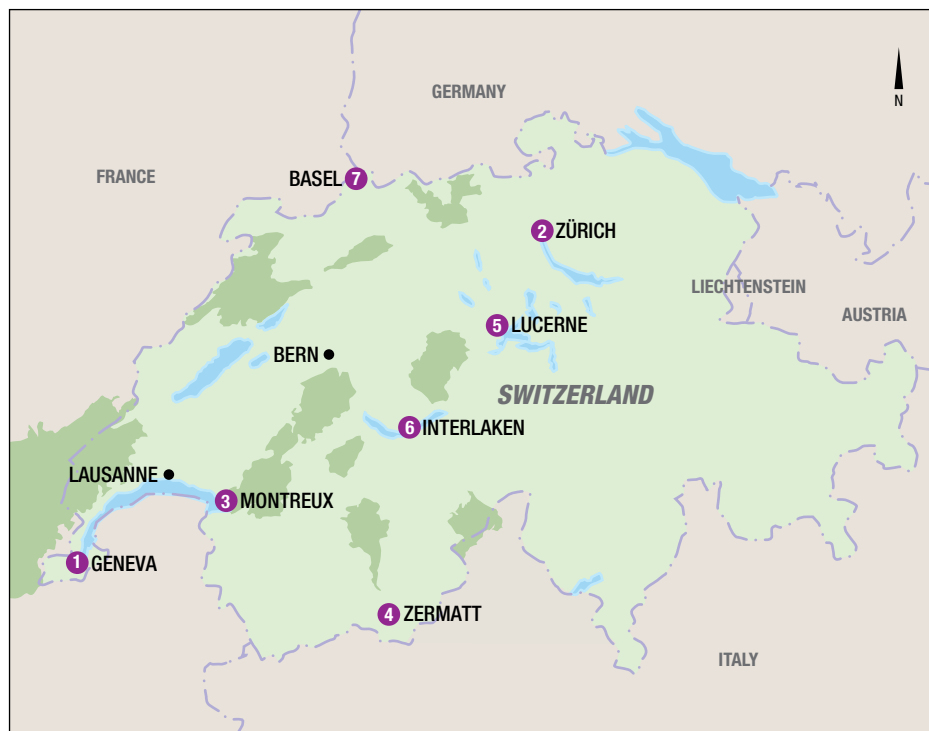 GERMANY
N
FRANCE
BASEL 7
2 ZÜRICH
LIECHTENSTEIN
AUSTRIA
5 LUCERNE
BERN
SWITZERLAND
6 INTERLAKEN
LAUSANNE
3 MONTREUX
1 GENEVA
4 ZERMATT
ITALY